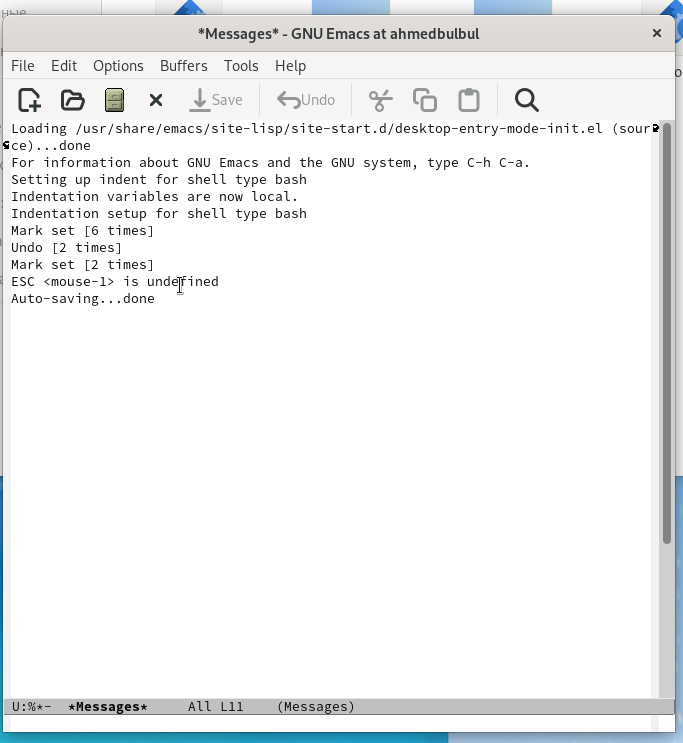 *Messages* - GNU Emacs at ahmedbulbul
File Edit Options Buffers Tools Help
Save Undo
Loading /usr/share/emacs/site-lisp/site-start.d/desktop-entry-mode-init.el (sour
ce)...done
For information about GNU Emacs and the GNU system, type C-h C-a.
Setting up indent for shell type bash
Indentation variables are now local.
Indentation setup for shell type bash
Mark set [6 times]
Undo [2 times]
Mark set [2 times]
ESC <mouse-1> is undefined
Auto-saving...done
U:%*- *Messages* All L11 (Messages)